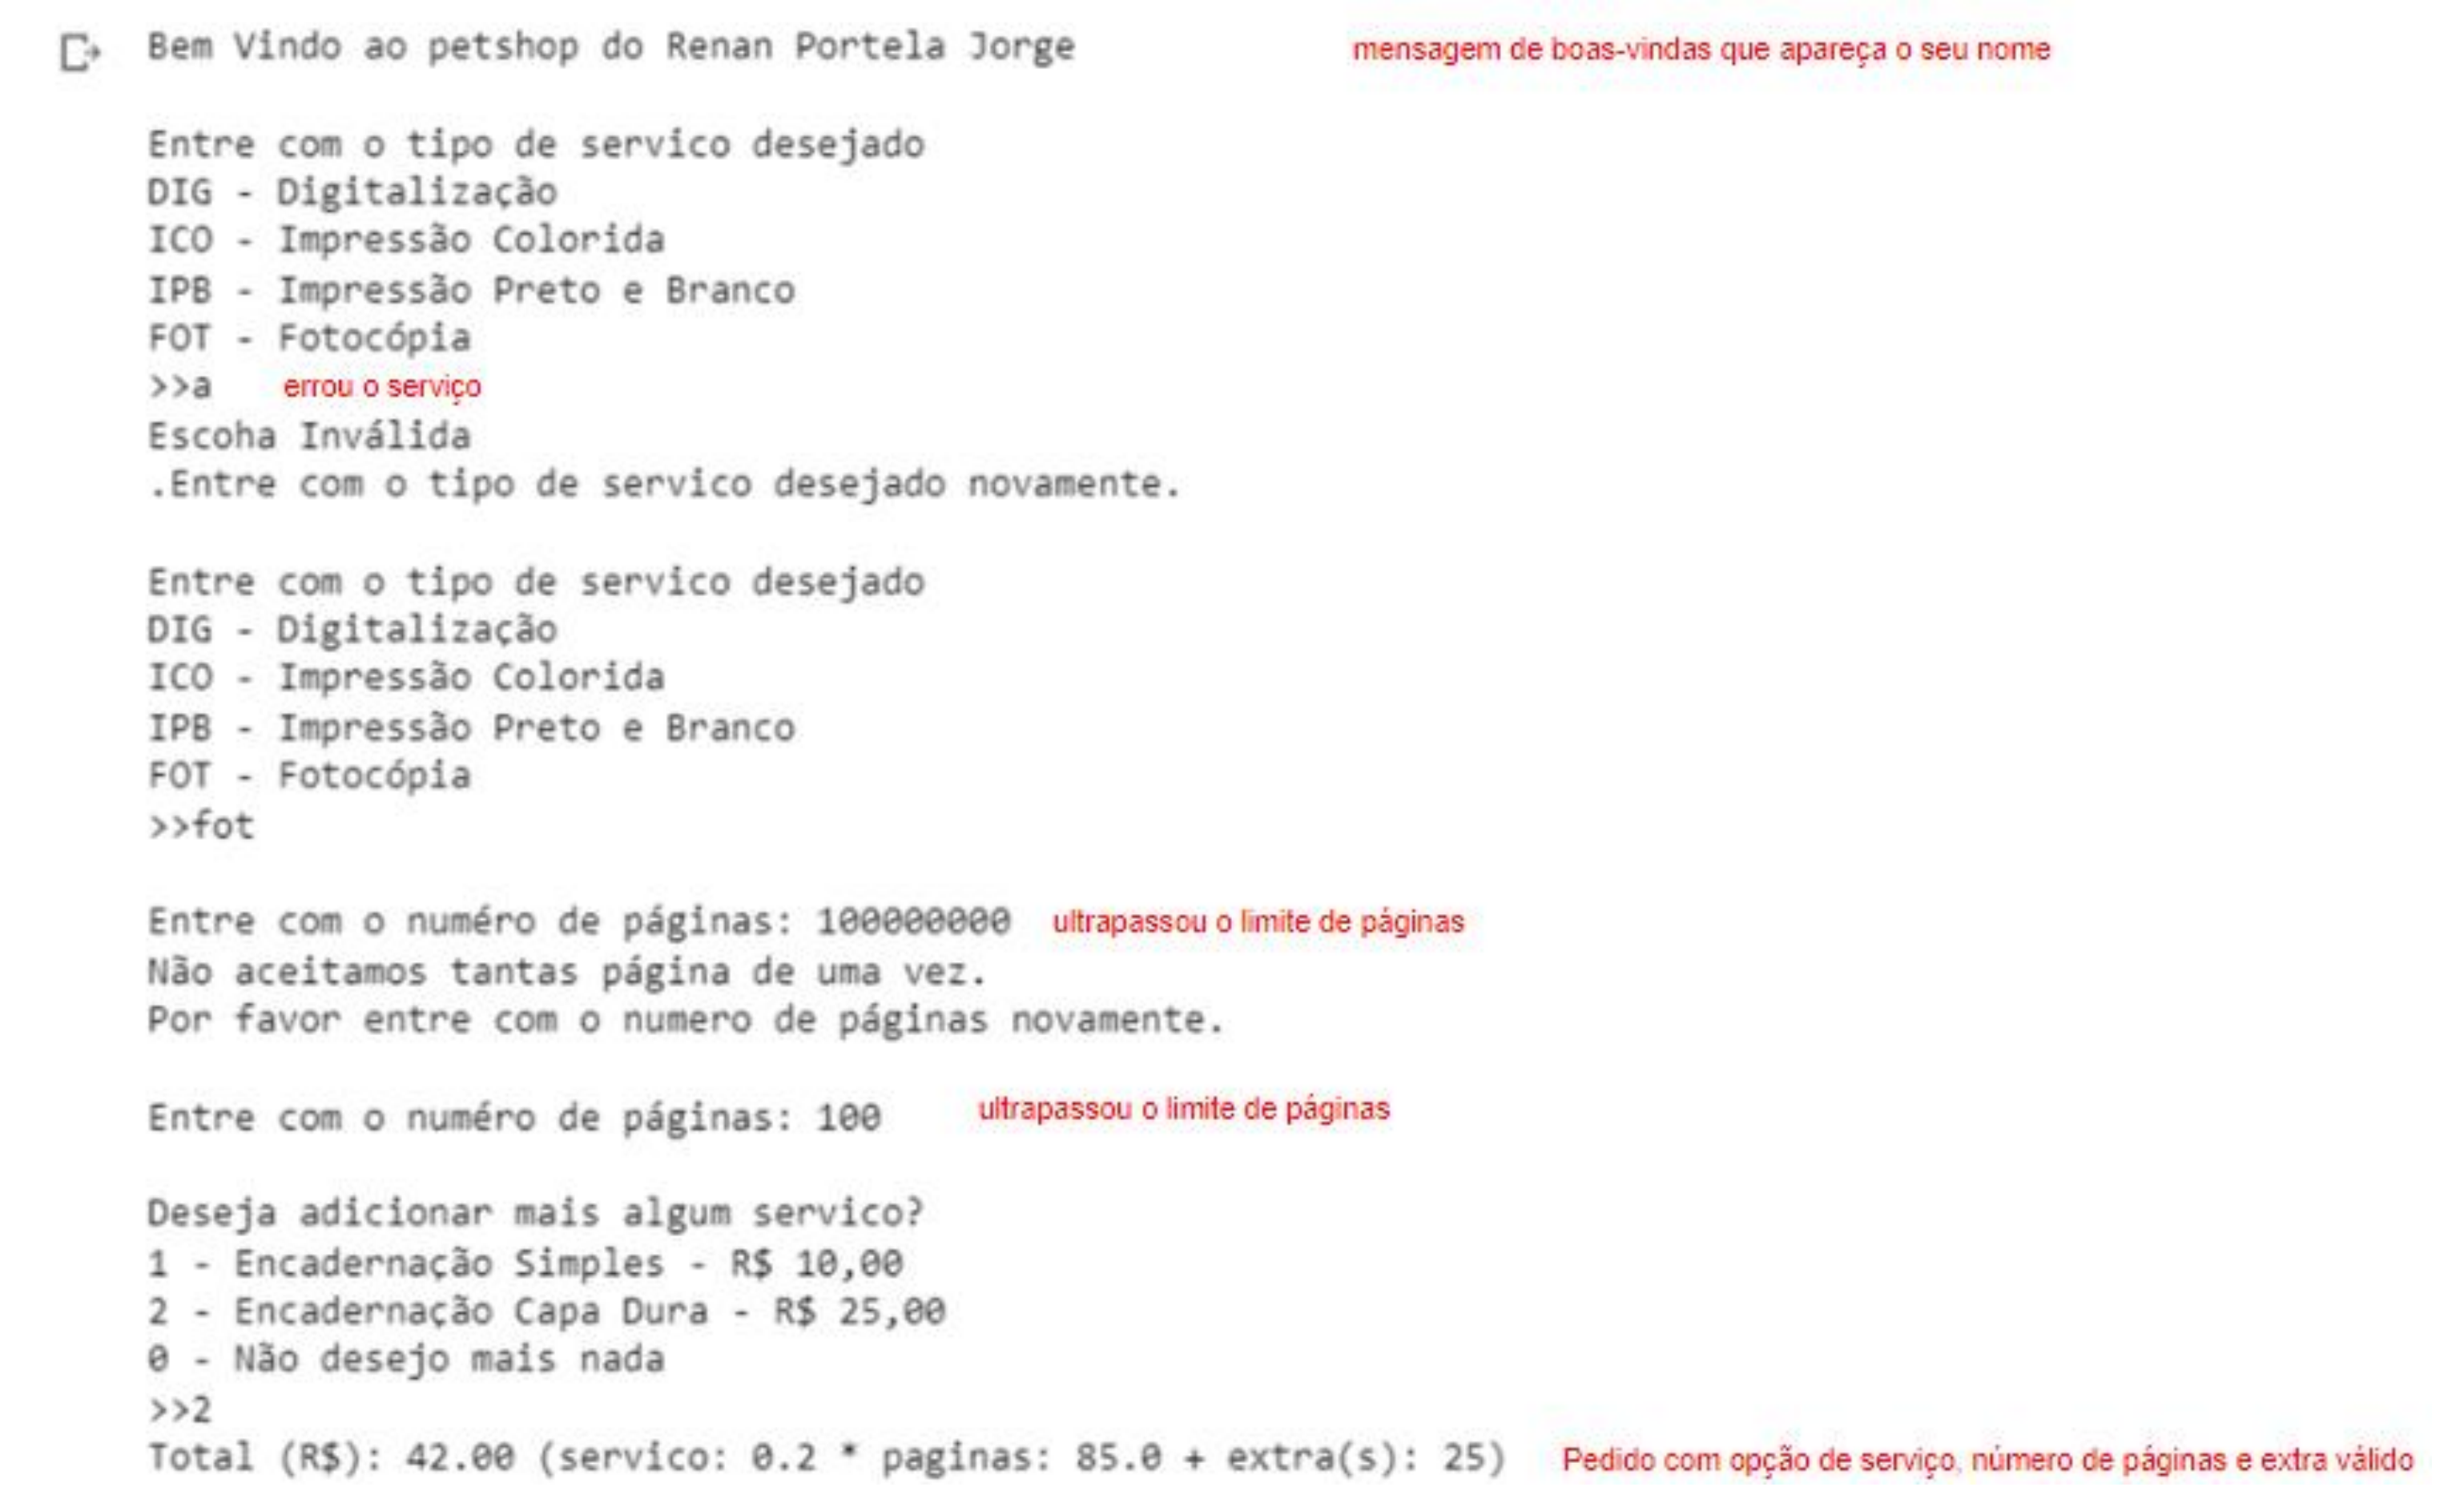 Bem Vindo ao petshop do Renan Portela Jorge mensagem de boas-vindas que apareça o seu nome
Entre com o tipo de servico desejado
DIG - Digitalização
ICO - Impressão Colorida
IPB - Impressão Preto e Branco
FOT - Fotocópia
>>a errou o serviço
Escoha Inválida
.Entre com o tipo de servico desejado novamente.
Entre com o tipo de servico desejado
DIG - Digitalização
ICO - Impressão Colorida
IPB - Impressão Preto e Branco
FOT - Fotocópia
>>fot
Entre com o numéro de páginas: 100000000 ultrapassou o limite de páginas
Não aceitamos tantas página de uma vez.
Por favor entre com o numero de páginas novamente.
Entre com o numéro de páginas: 100 ultrapassou o limite de páginas
Deseja adicionar mais algum servico?
1 - Encadernação Simples - R$ 10,00
2 - Encadernação Capa Dura - R$ 25,00
0 - Não desejo mais nada
>>2
Total (R$): 42.00 (servico: 0.2 * paginas: 85.0 + extra(s): 25) Pedido com opção de serviço, número de páginas e extra válido